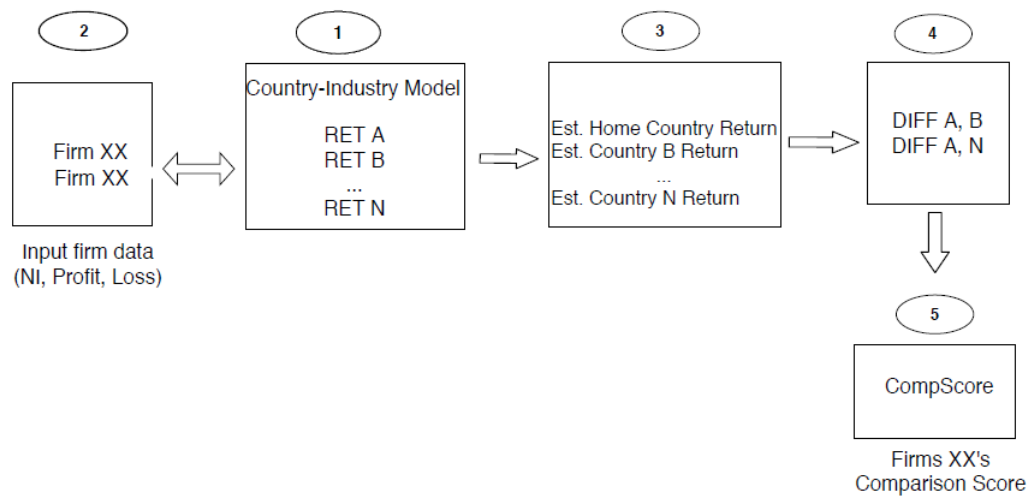 2
1
3
4
Firm XX
Firm XX
Input firm data
(NI, Profit, Loss)
Country-Industry Model
RET A
RET B
...
RET N
Est. Home Country Return
Est. Country B Return
...
Est. Country N Return
DIFF A, B
DIFF A, N
5
CompScore
Firms XX's
Comparison Score